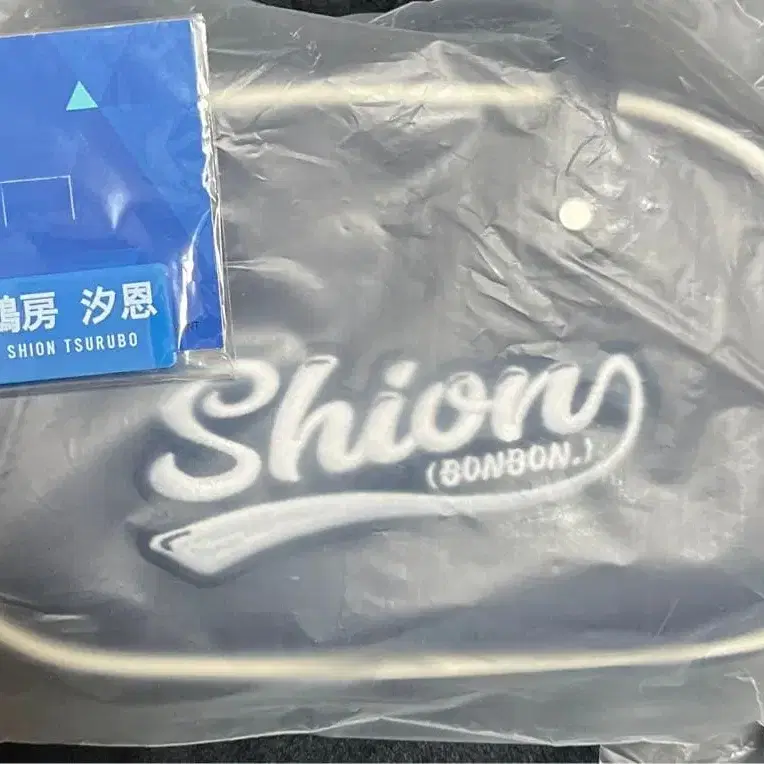 鶴房 汐恩
SHION TSURUBO
Shion
(BONBON.)